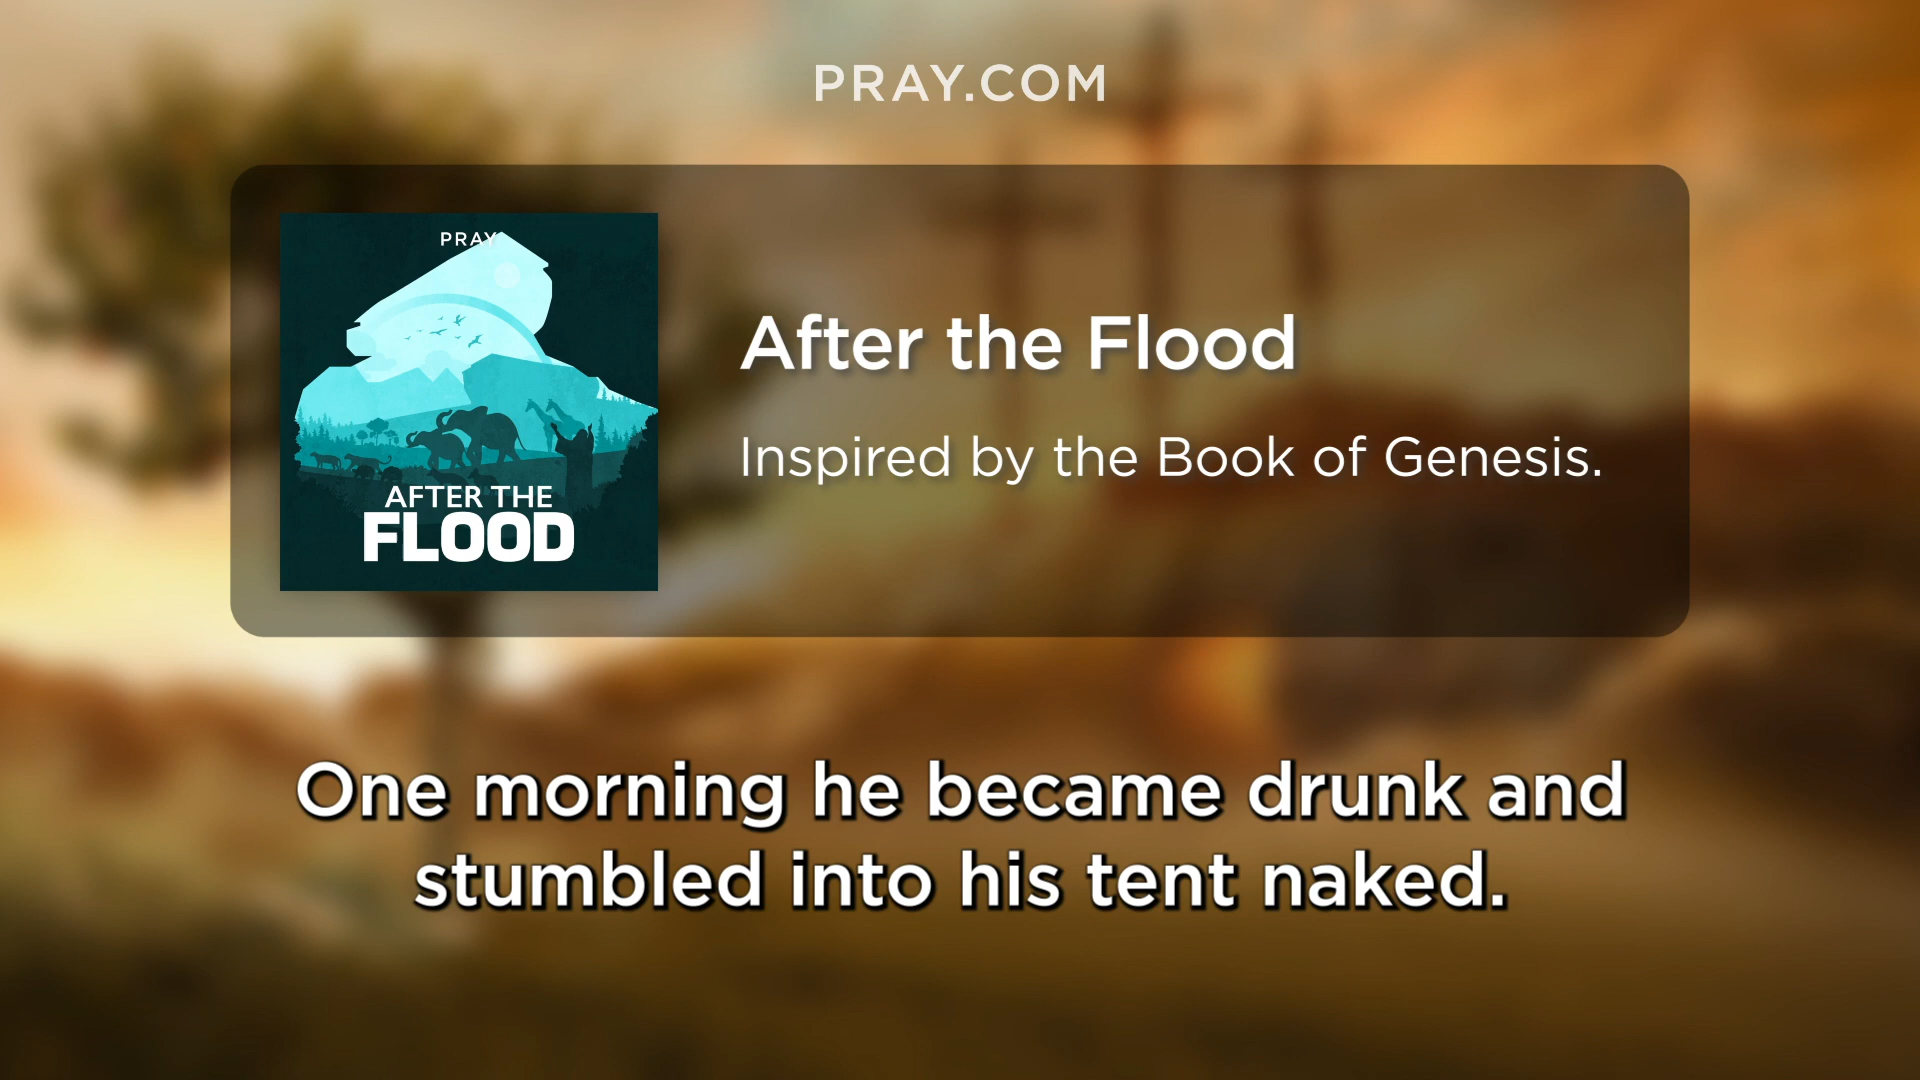 PRAY.COM
PRAY
AFTER THE
FLOOD
After the Flood
Inspired by the Book of Genesis.
One morning he became drunk and
stumbled into his tent naked.